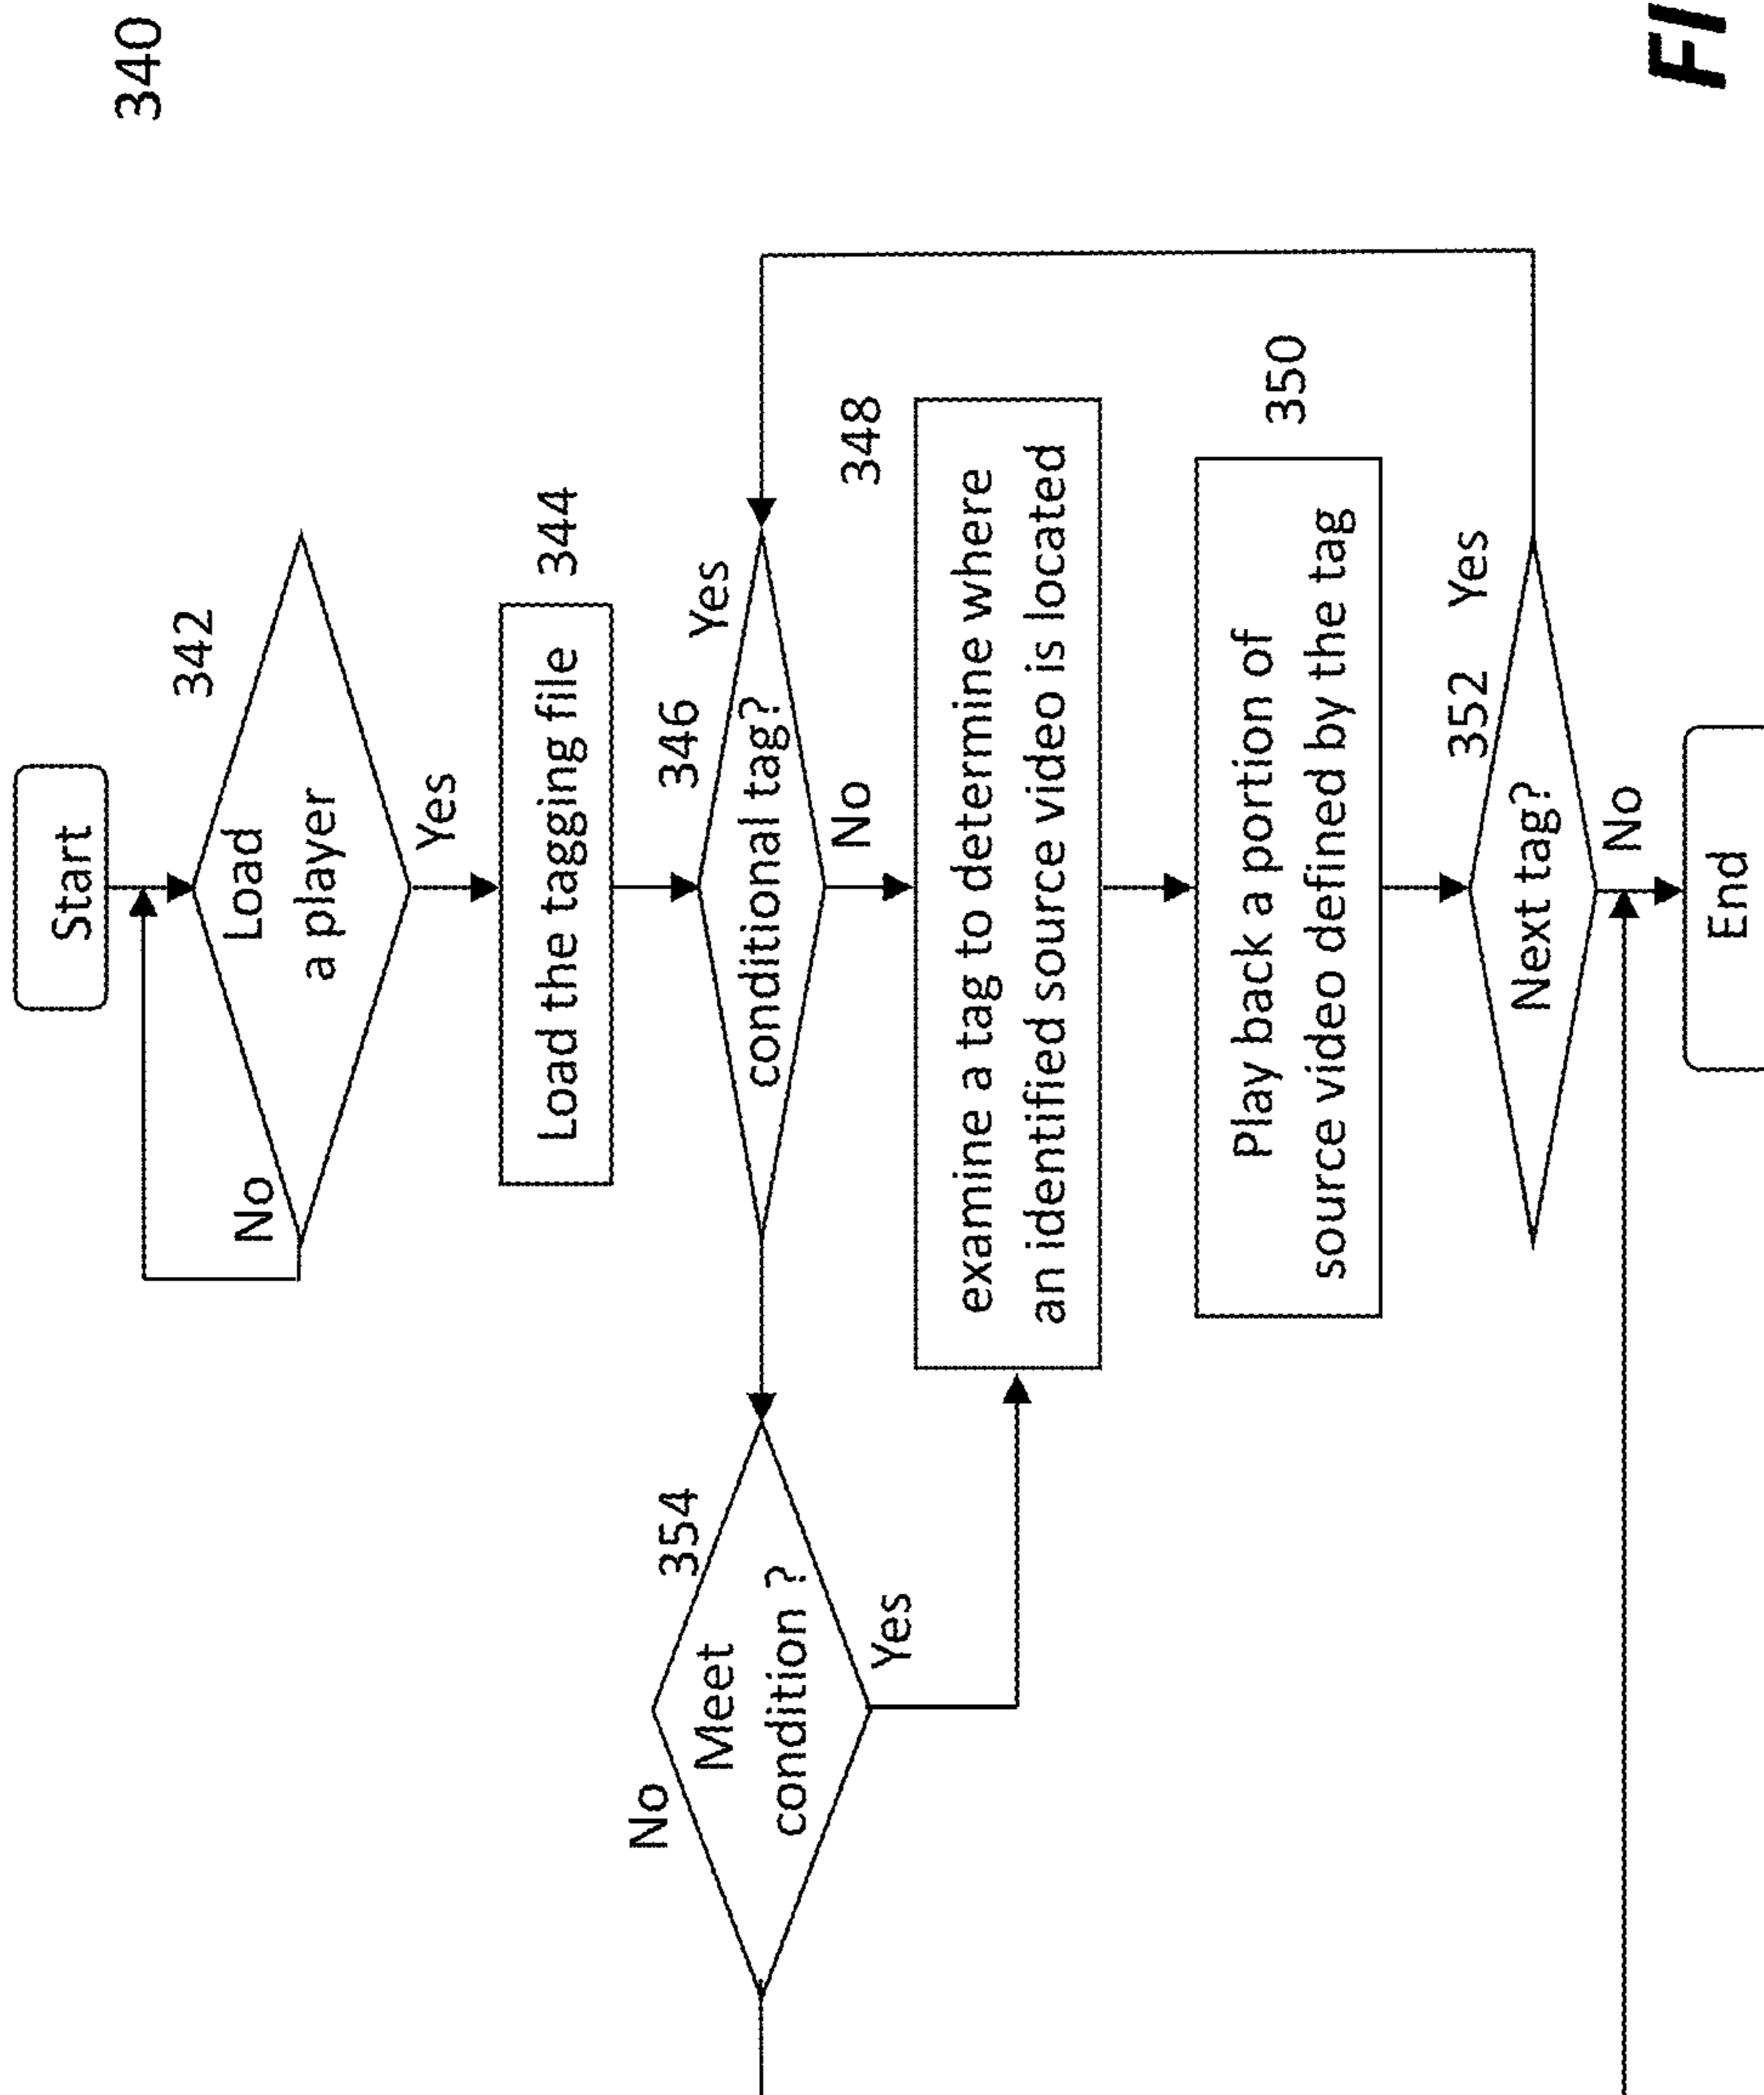 340
Start
342
Load
a player
No
Yes
344
Load the tagging file
346
Yes
conditional tag?
No
354
No
Meet
condition ?
Yes
348
examine a tag to determine where
an identified source video is located
350
Play back a portion of
source video defined by the tag
352
Yes
Next tag?
No
End
FI